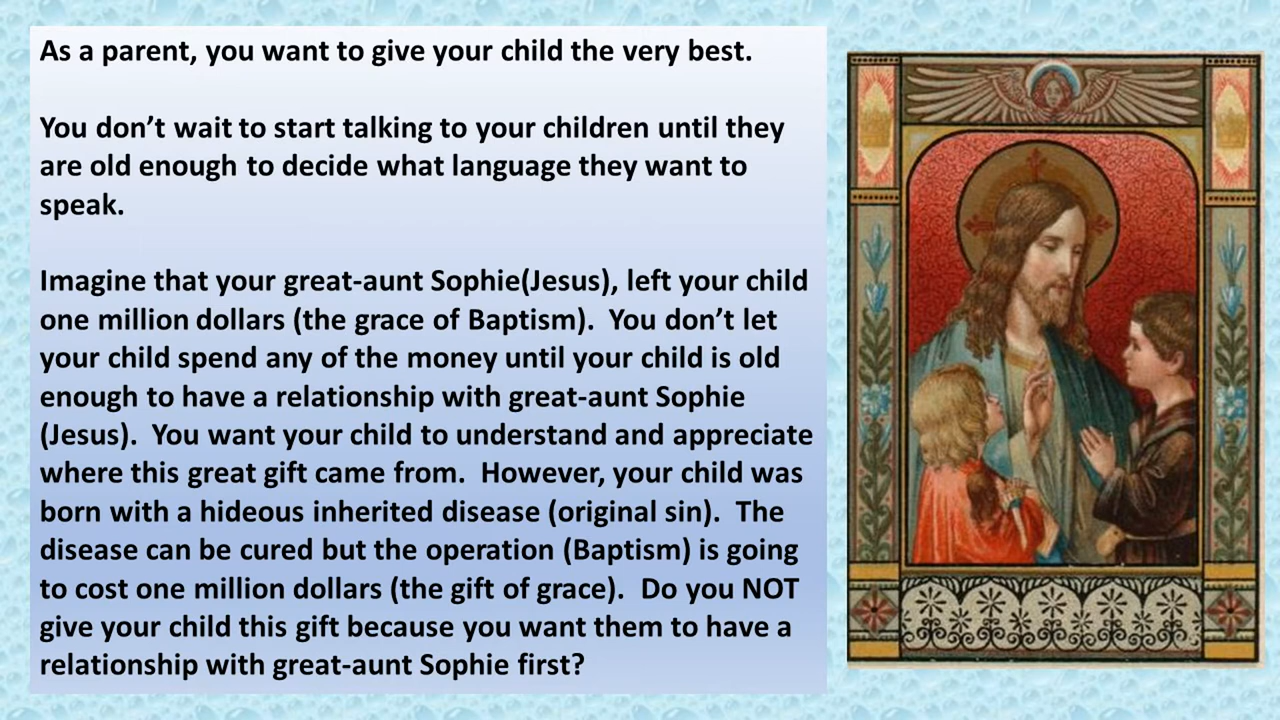 As a parent, you want to give your child the very best.
You don’t wait to start talking to your children until they
are old enough to decide what language they want to
speak.
Imagine that your great-aunt Sophie(Jesus), left your child
one million dollars (the grace of Baptism).  You don’t let
your child spend any of the money until your child is old
enough to have a relationship with great-aunt Sophie
(Jesus).  You want your child to understand and appreciate
where this great gift came from.  However, your child was
born with a hideous inherited disease (original sin).  The
disease can be cured but the operation (Baptism) is going
to cost one million dollars (the gift of grace).  Do you NOT
give your child this gift because you want them to have a
relationship with great-aunt Sophie first?